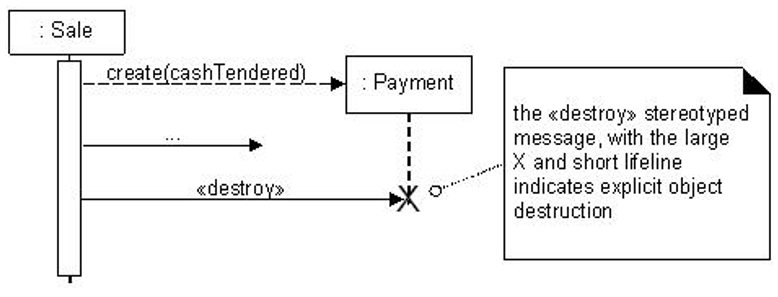 : Sale
create(cashTendered)
: Payment
...
«destroy»
X
the «destroy» stereotyped
message, with the large
X and short lifeline
indicates explicit object
destruction